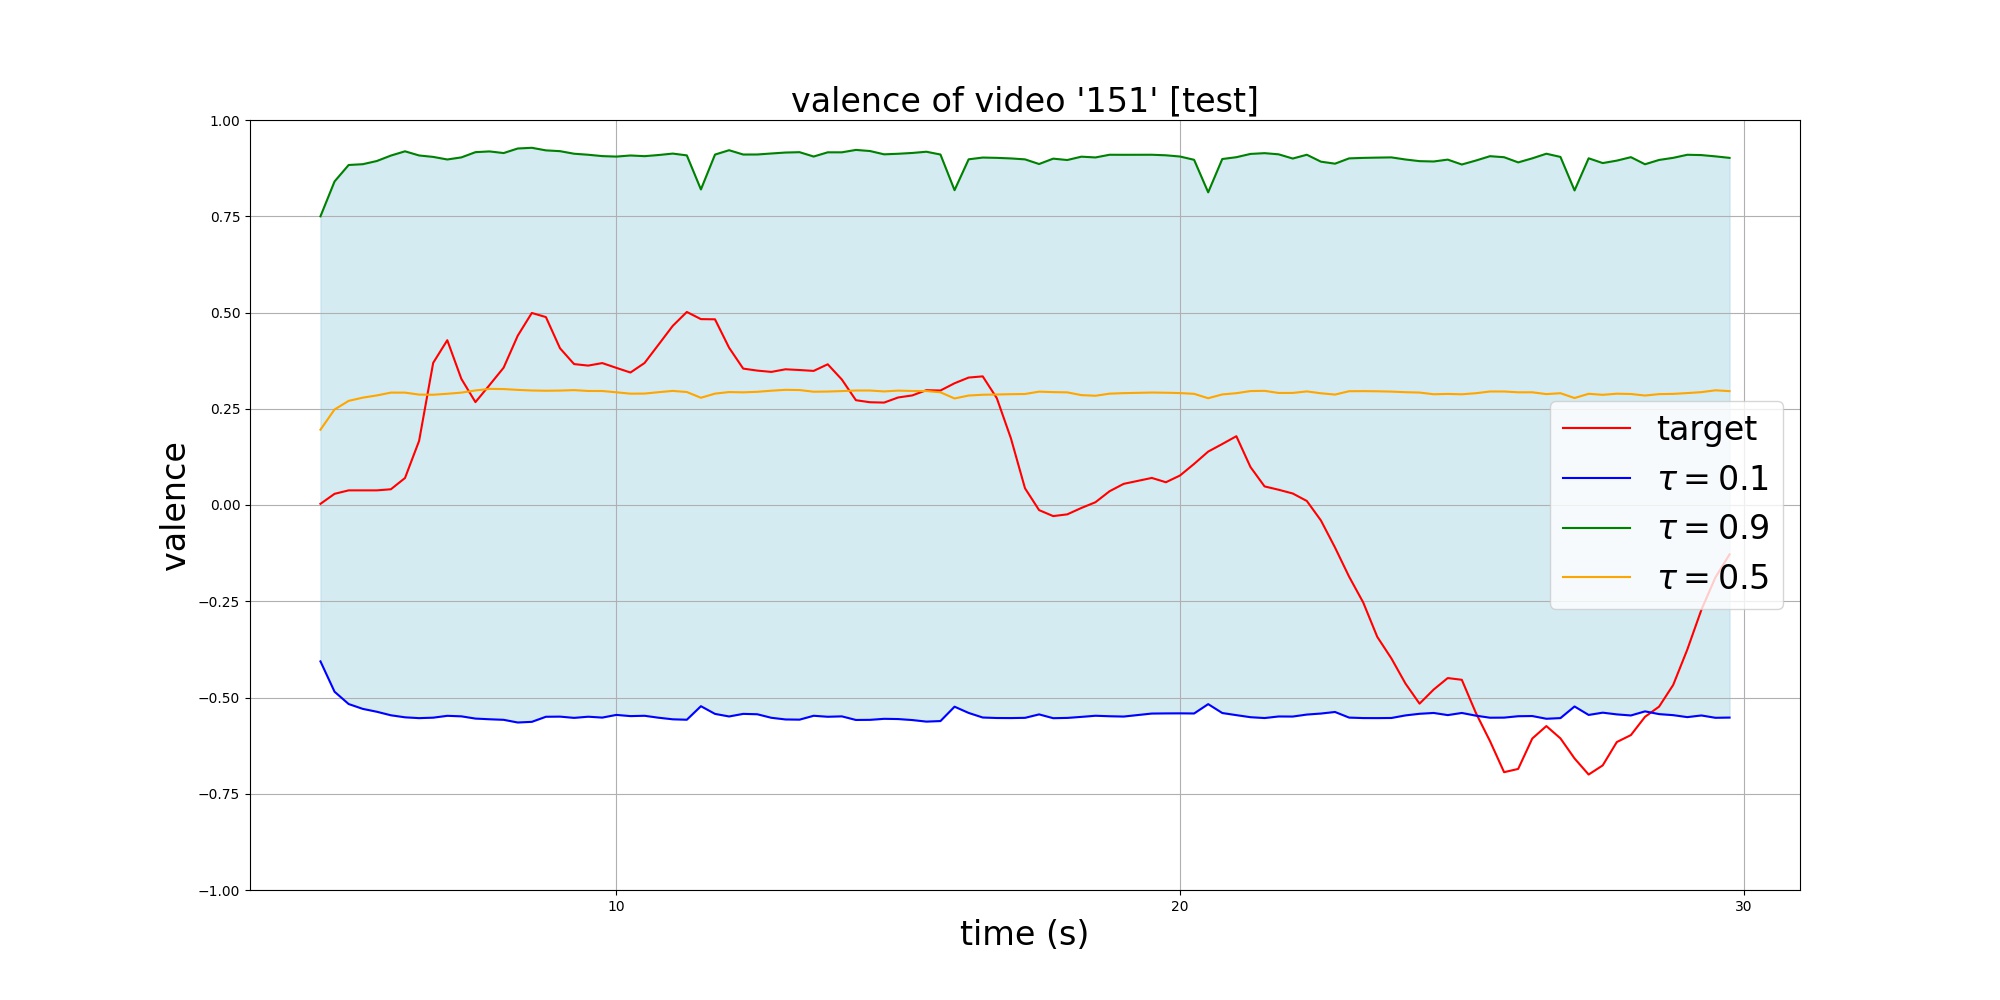 valence of video '151' [test]
1.00
0.75
0.50
0.25
0.00
−0.25
−0.50
−0.75
−1.00
valence
target
τ = 0.1
τ = 0.9
τ = 0.5
10 20 30
time (s)